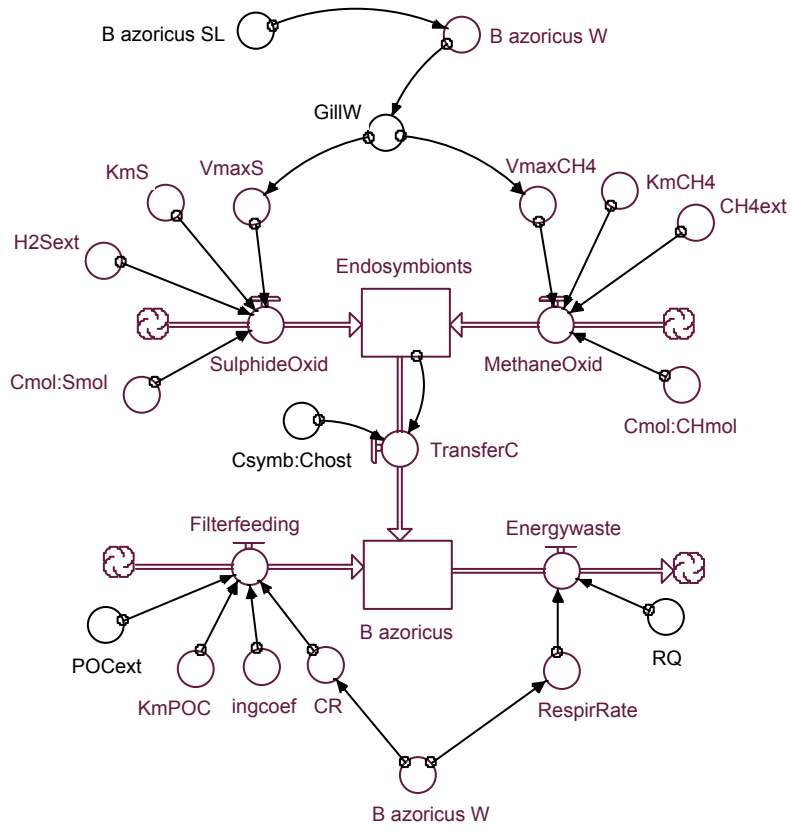 B azoricus SL
B azoricus W
GillW
VmaxS
VmaxCH4
KmS
KmCH4
CH4ext
H2Sext
Endosymbionts
SulphideOxid
MethaneOxid
Cmol:Smol
Cmol:CHmol
Csymb:Chost
TransferC
Filterfeeding
Energywaste
B azoricus
POCext
KmPOC
ingcoef
CR
RespirRate
RQ
B azoricus W